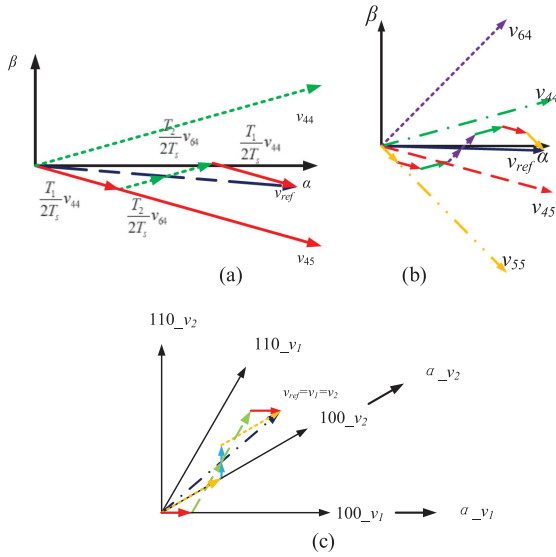 β
v44
T2/2Ts v64
T1/2Ts v44
α
vref
T1/2Ts v44
T2/2Ts v64
v45
(a)
β
v64
v44
α
vref
v45
v55
(b)
110_v2
110_v1
α_v2
vref=v1=v2
100_v2
100_v1
α_v1
(c)